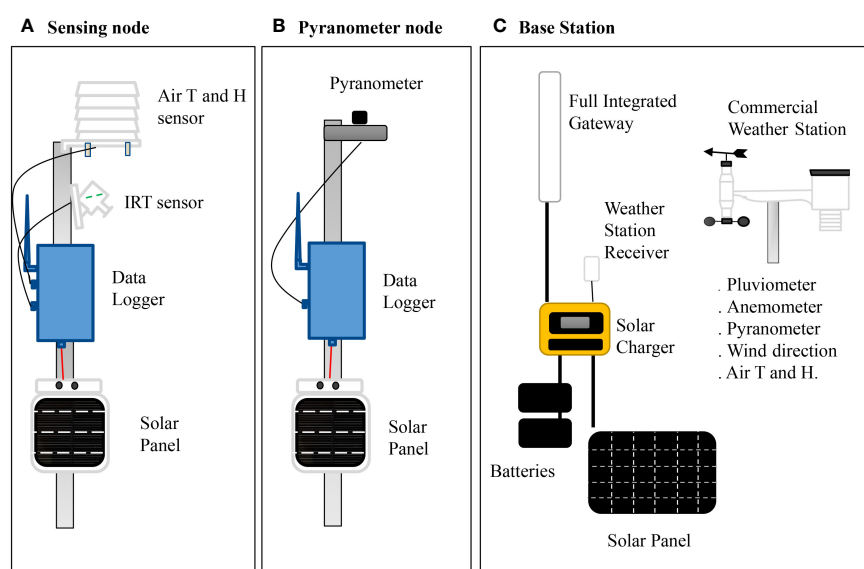 A Sensing node
Air T and H
sensor
IRT sensor
Data
Logger
Solar
Panel
B Pyranometer node
Pyranometer
Data
Logger
Solar
Panel
C Base Station
Full Integrated
Gateway
Commercial
Weather Station
Weather
Station
Receiver
Solar
Charger
. Pluviometer
. Anemometer
. Pyranometer
. Wind direction
. Air T and H.
Batteries
Solar Panel